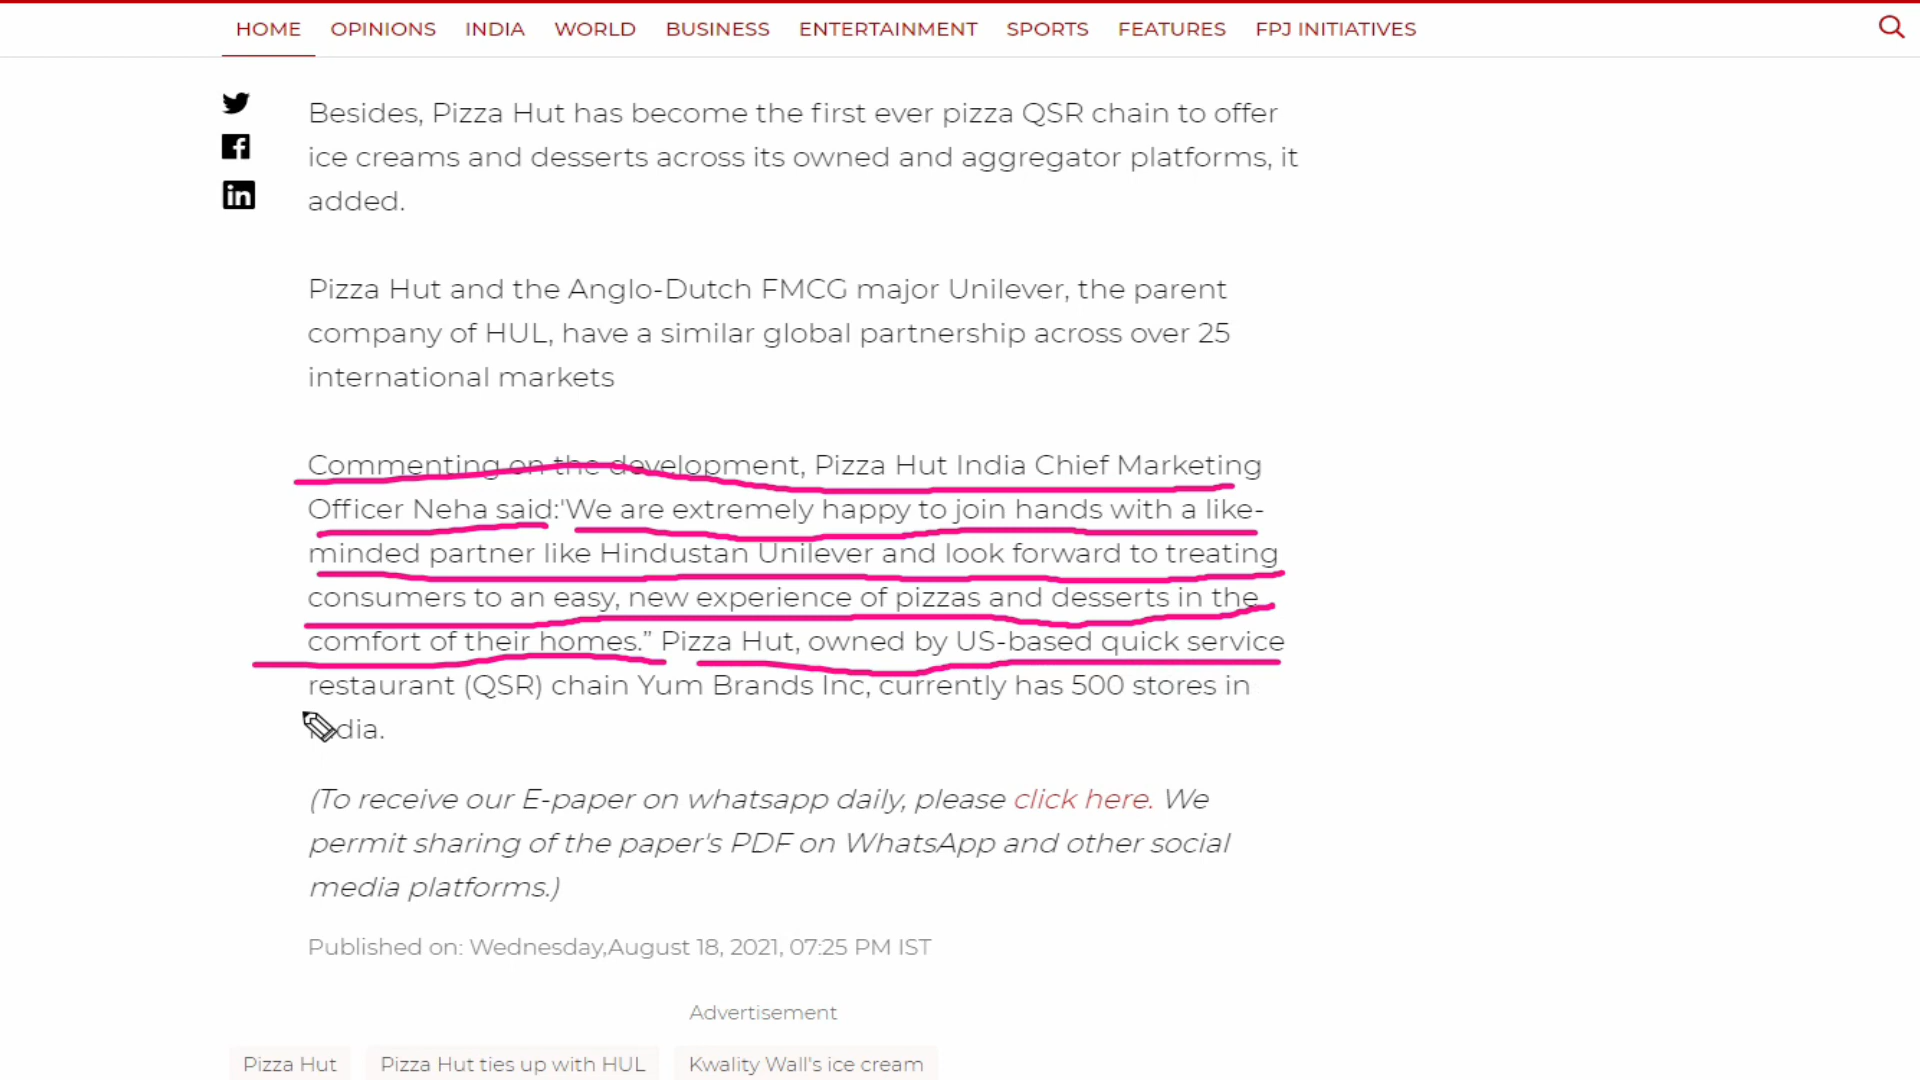 HOME OPINIONS INDIA WORLD BUSINESS ENTERTAINMENT SPORTS FEATURES FPJ INITIATIVES
Besides, Pizza Hut has become the first ever pizza QSR chain to offer
ice creams and desserts across its owned and aggregator platforms, it
added.
Pizza Hut and the Anglo-Dutch FMCG major Unilever, the parent
company of HUL, have a similar global partnership across over 25
international markets
Commenting on the development, Pizza Hut India Chief Marketing
Officer Neha said:'We are extremely happy to join hands with a like-
minded partner like Hindustan Unilever and look forward to treating
consumers to an easy, new experience of pizzas and desserts in the
comfort of their homes.” Pizza Hut, owned by US-based quick service
restaurant (QSR) chain Yum Brands Inc, currently has 500 stores in
India.
(To receive our E-paper on whatsapp daily, please click here. We
permit sharing of the paper's PDF on WhatsApp and other social
media platforms.)
Published on: Wednesday,August 18, 2021, 07:25 PM IST
Advertisement
Pizza Hut Pizza Hut ties up with HUL Kwality Wall's ice cream